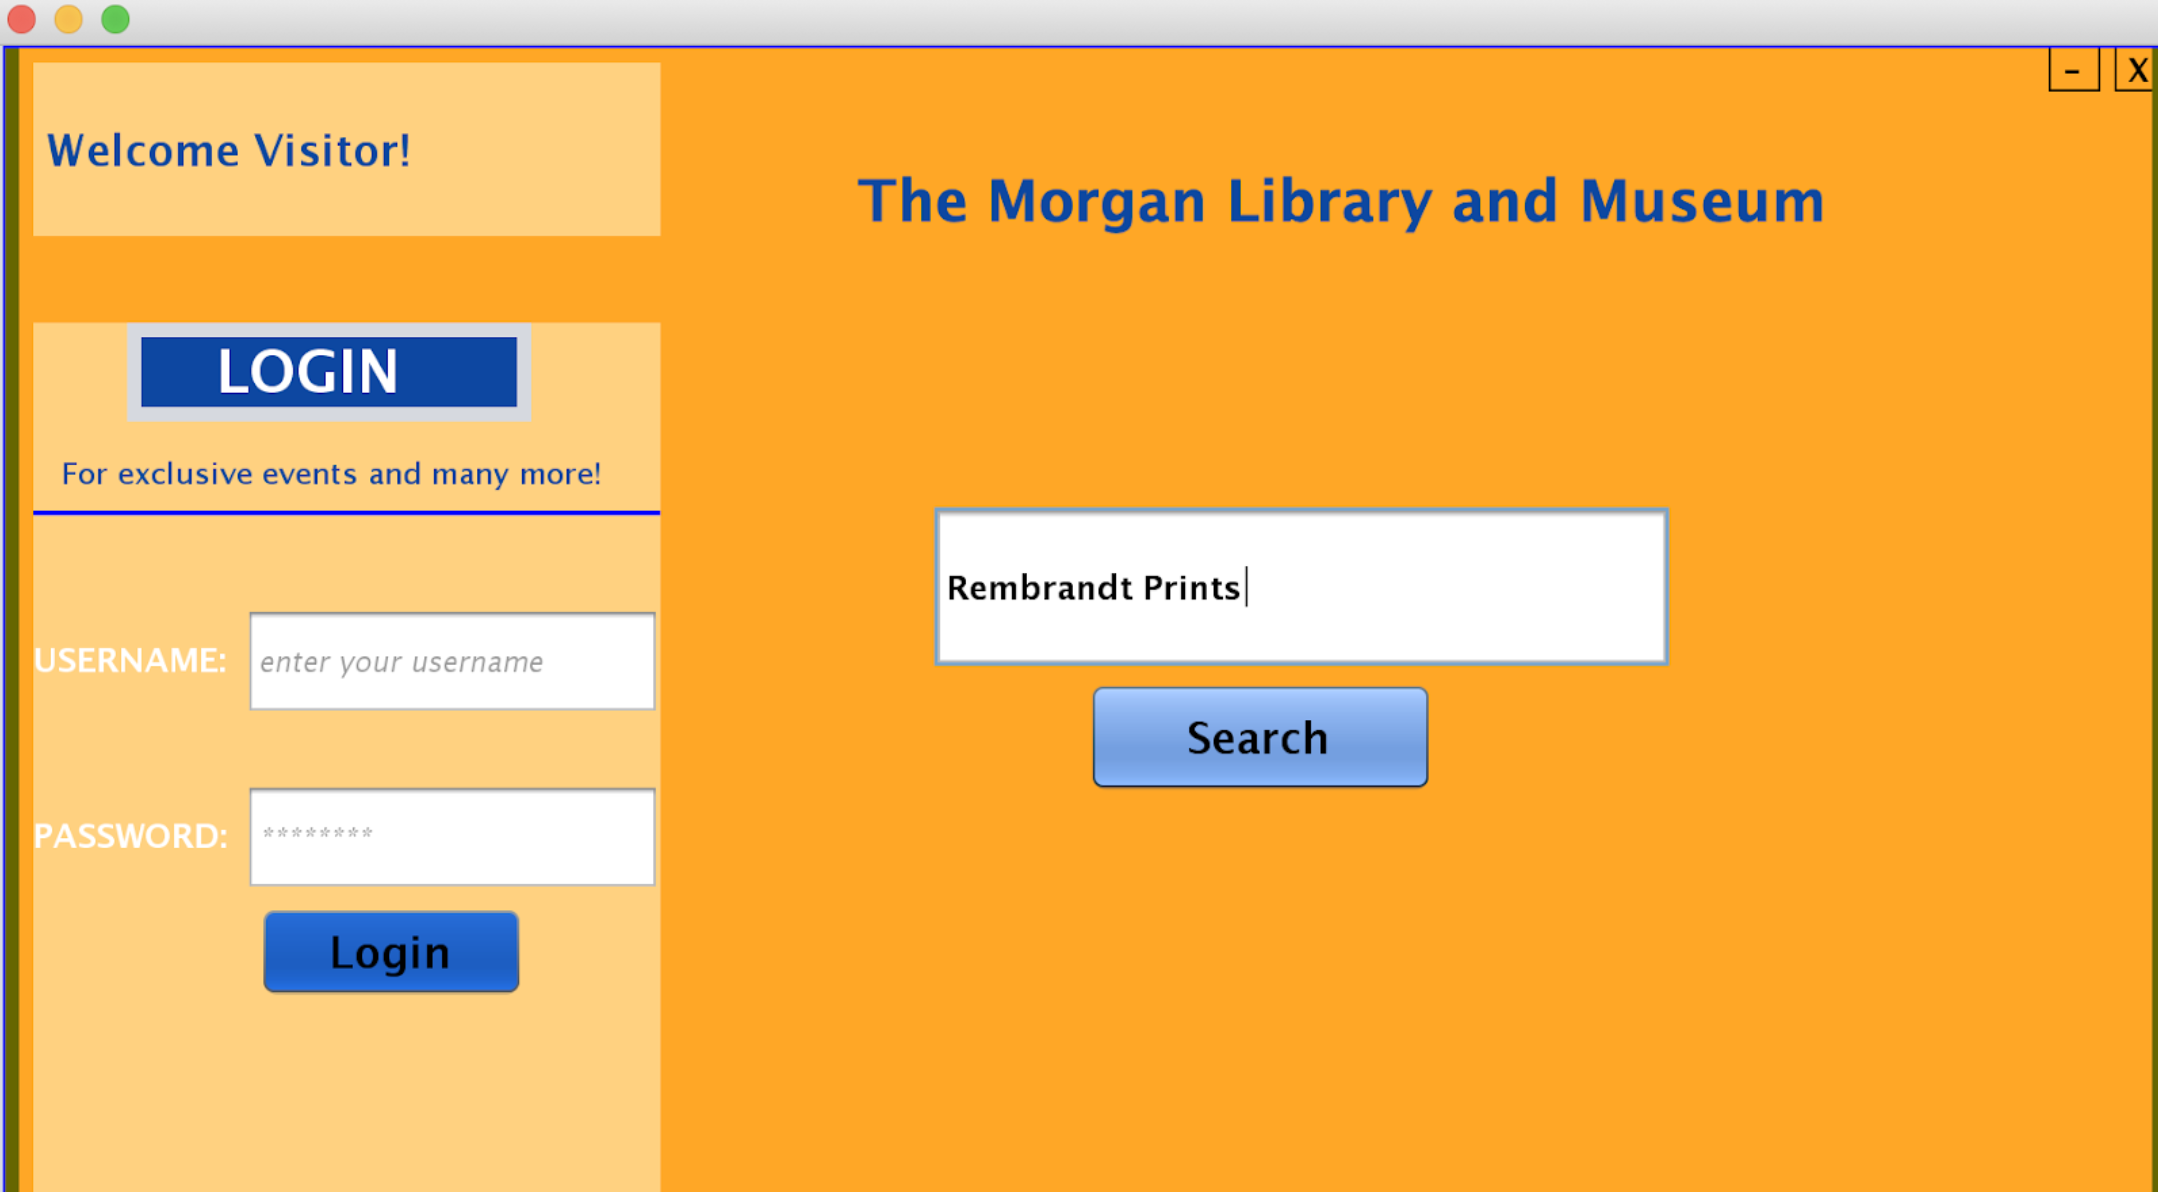 – X
Welcome Visitor!
The Morgan Library and Museum
LOGIN
For exclusive events and many more!
USERNAME: enter your username
PASSWORD: ********
Login
Rembrandt Prints
Search